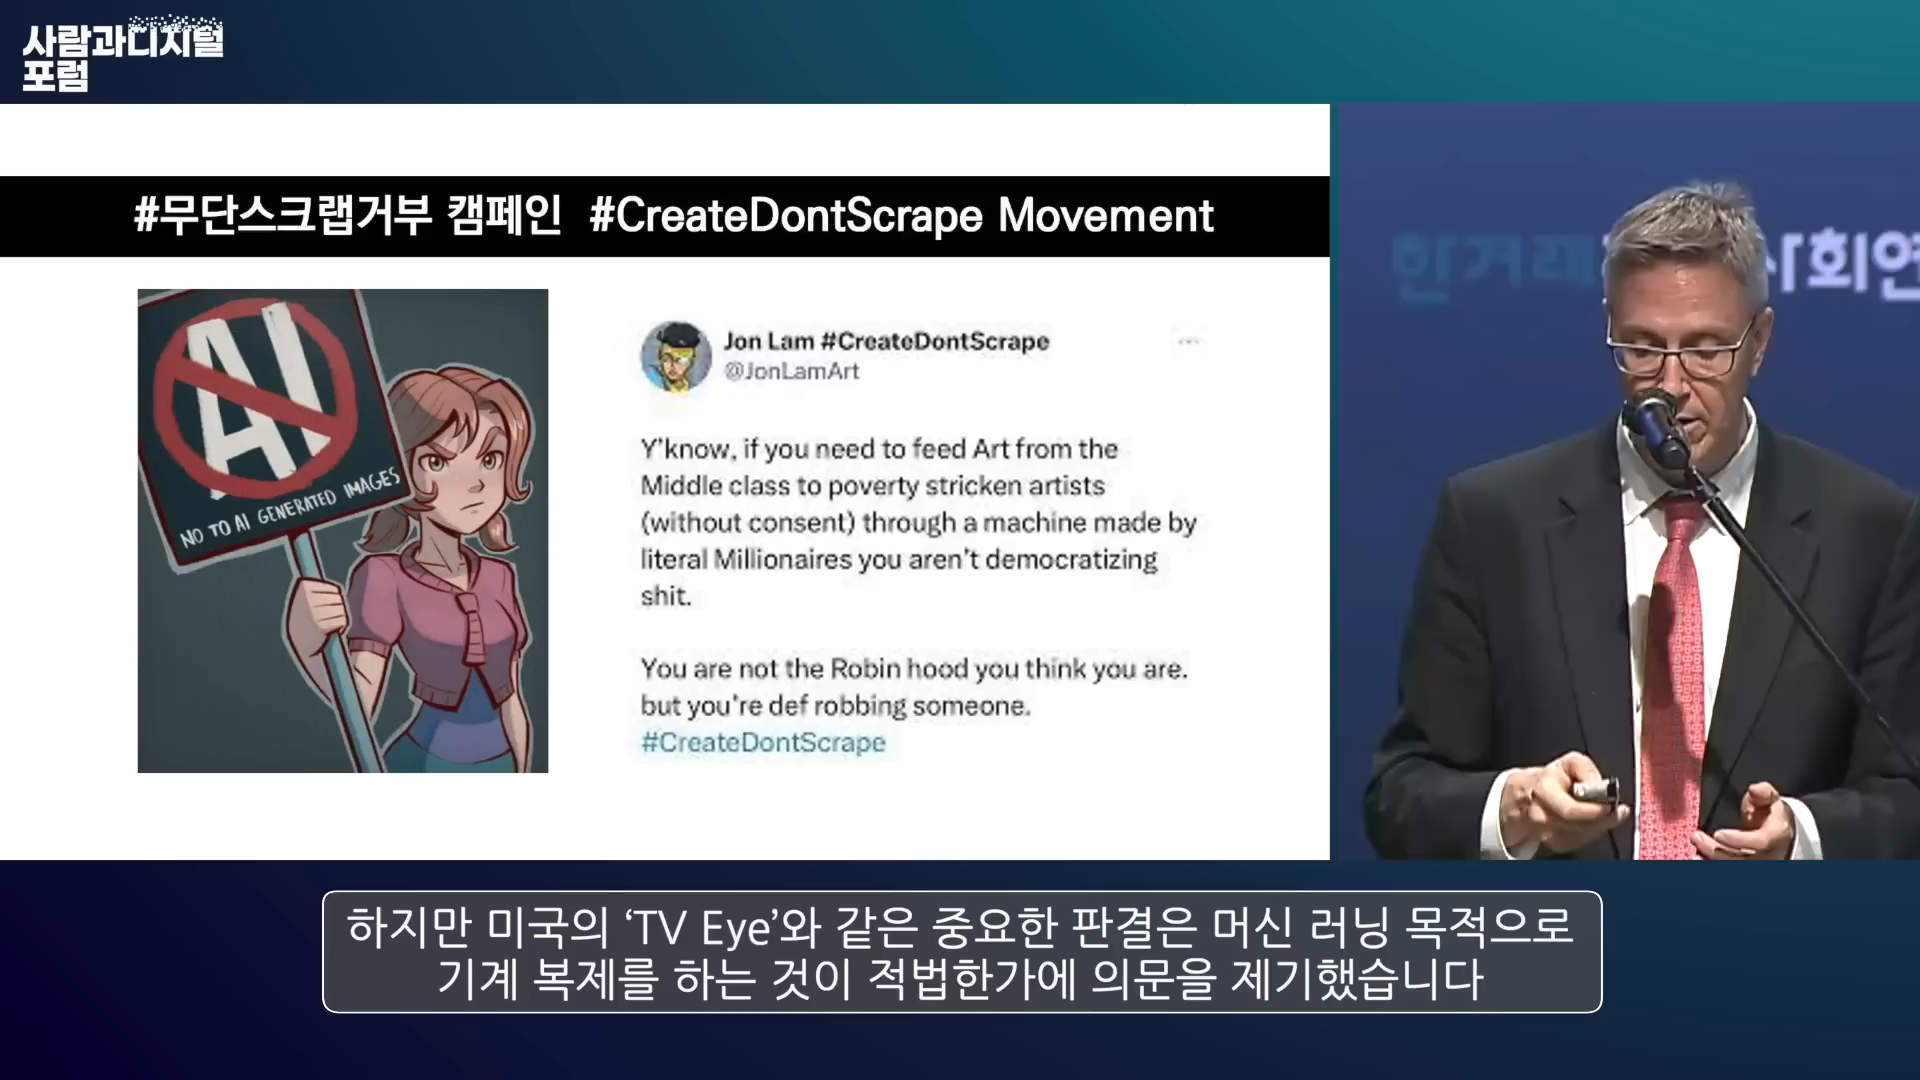 사람과디지털
포럼
#무단스크랩거부 캠페인 #CreateDontScrape Movement
AI
NO TO AI GENERATED IMAGES
Jon Lam #CreateDontScrape
@JonLamArt
Y'know, if you need to feed Art from the
Middle class to poverty stricken artists
(without consent) through a machine made by
literal Millionaires you aren't democratizing
shit.
You are not the Robin hood you think you are.
but you're def robbing someone.
#CreateDontScrape
한겨레
사회연
하지만 미국의 ‘TV Eye’와 같은 중요한 판결은 머신 러닝 목적으로
기계 복제를 하는 것이 적법한가에 의문을 제기했습니다